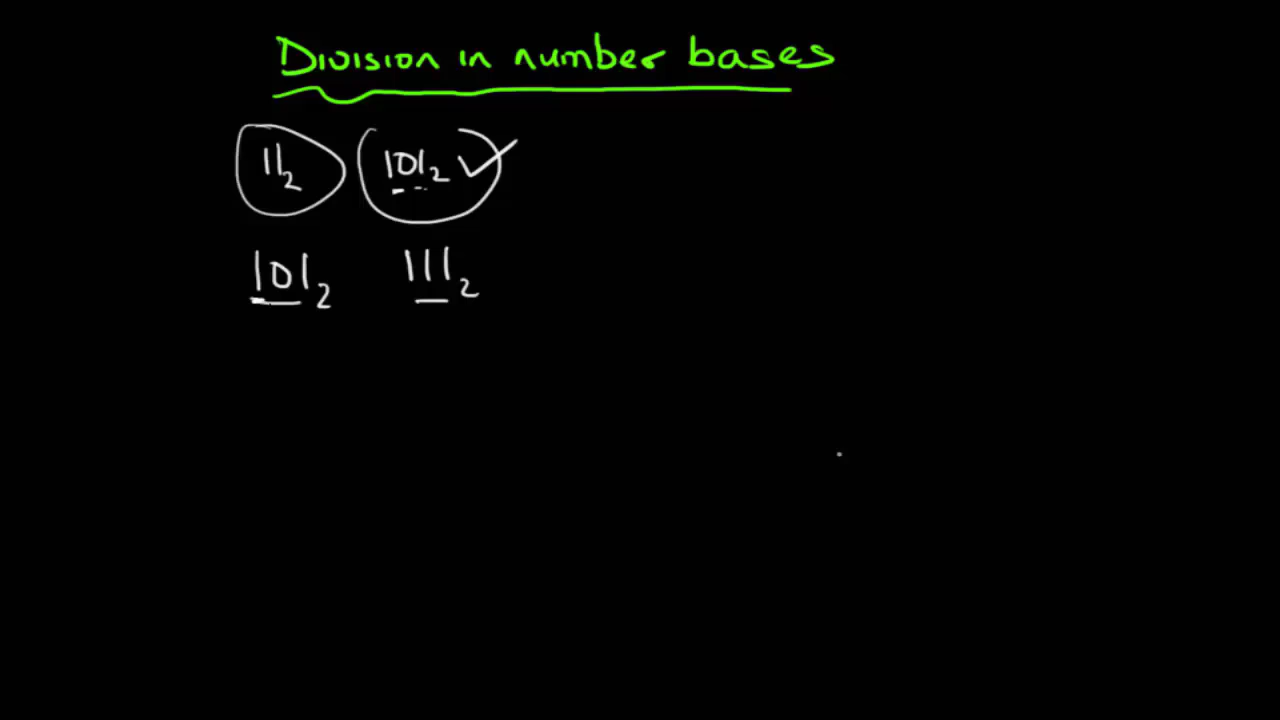 Division in number bases
11₂ 101₂ ✓
101₂ 111₂